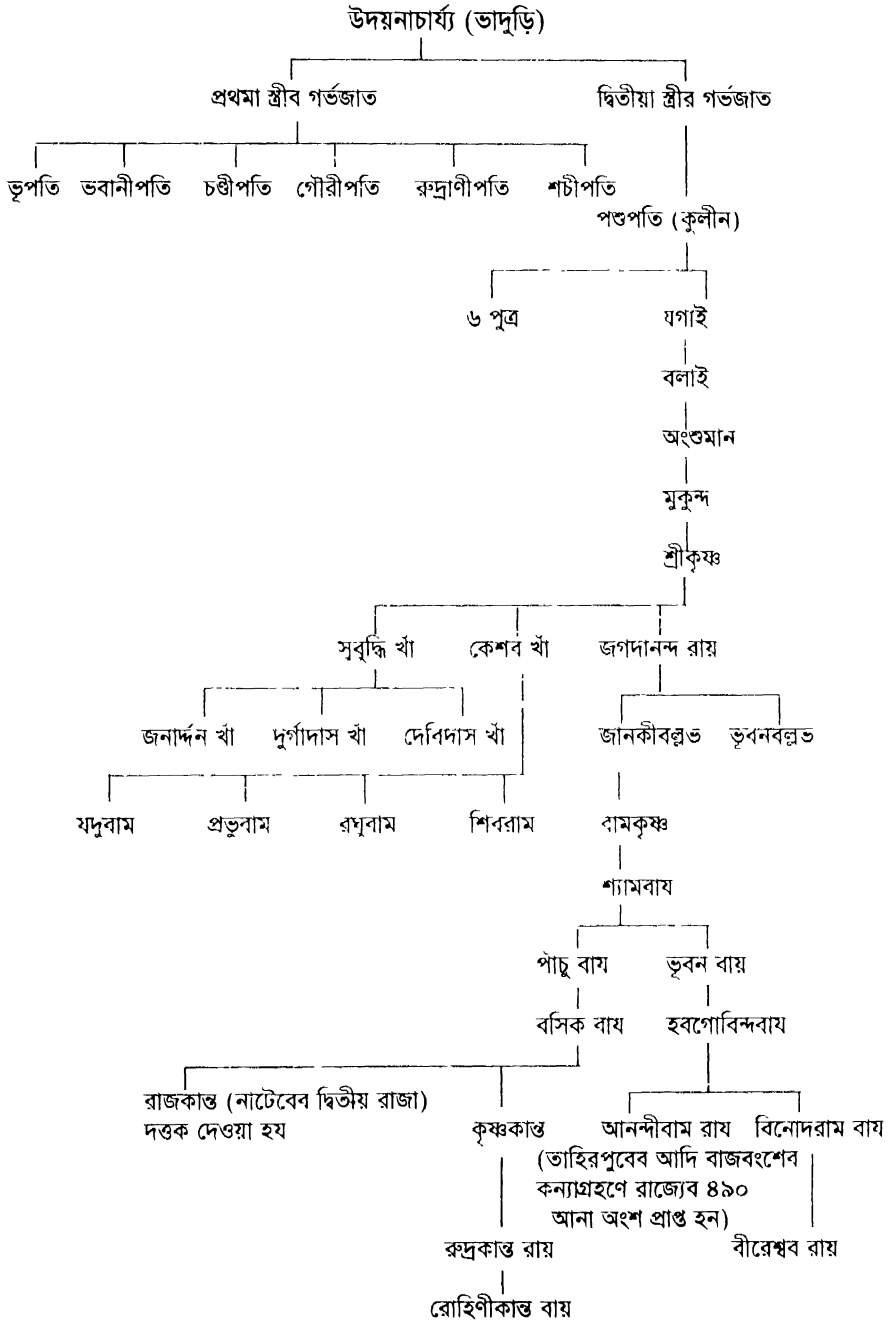 উদয়নাচার্য্য (ভাদুড়ি)
প্রথমা স্ত্রীব গর্ভজাত
দ্বিতীয়া স্ত্রীর গর্ভজাত
ভূপতি ভবানীপতি চণ্ডীপতি গৌরীপতি রুদ্রাণীপতি শচীপতি
পশুপতি (কুলীন)
৬ পুত্র যগাই
বলাই
অংশুমান
মুকুন্দ
শ্রীকৃষ্ণ
সুবুদ্ধি খাঁ কেশব খাঁ জগদানন্দ রায়
জনার্দ্দন খাঁ দুর্গাদাস খাঁ দেবিদাস খাঁ জানকীবল্লভ ভূবনবল্লভ
যদুবাম প্রভুবাম রঘুবাম শিবরাম বামকৃষ্ণ
শ্যামবায
পাঁচু বায ভূবন বায়
বসিক বায হবগোবিন্দবায
রাজকান্ত (নাটেবেব দ্বিতীয় রাজা)
দত্তক দেওয়া হয
কৃষ্ণকান্ত আনন্দীবাম রায বিনোদরাম বায
(তাহিরপুবেব আদি বাজবংশেব
কন্যাগ্রহণে রাজ্যেব ৪৯০
আনা অংশ প্রাপ্ত হন)
রুদ্রকান্ত রায় বীরেশ্বব রায়
রোহিণীকান্ত বায়